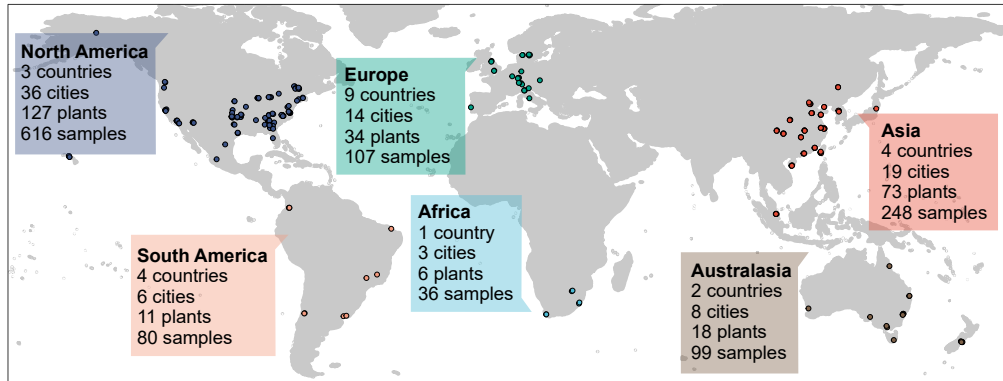 North America
3 countries
36 cities
127 plants
616 samples
Europe
9 countries
14 cities
34 plants
107 samples
Asia
4 countries
19 cities
73 plants
248 samples
Africa
1 country
3 cities
6 plants
36 samples
South America
4 countries
6 cities
11 plants
80 samples
Australasia
2 countries
8 cities
18 plants
99 samples